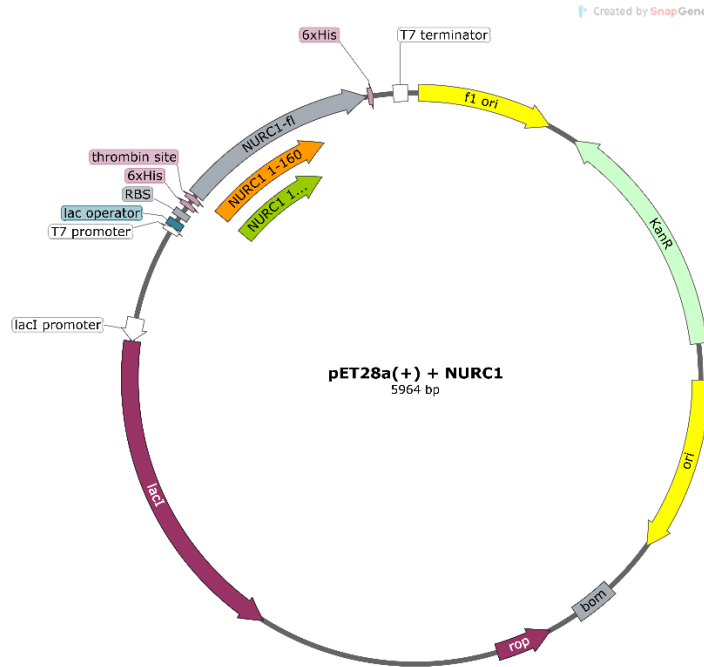 Created by SnapGene
6xHis
T7 terminator
f1 ori
NURC1-fl
thrombin site
NURC1 1-160
6xHis
RBS
NURC1 1...
lac operator
T7 promoter
KanR
lacI promoter
pET28a(+) + NURC1
5964 bp
ori
lacI
bom
rop